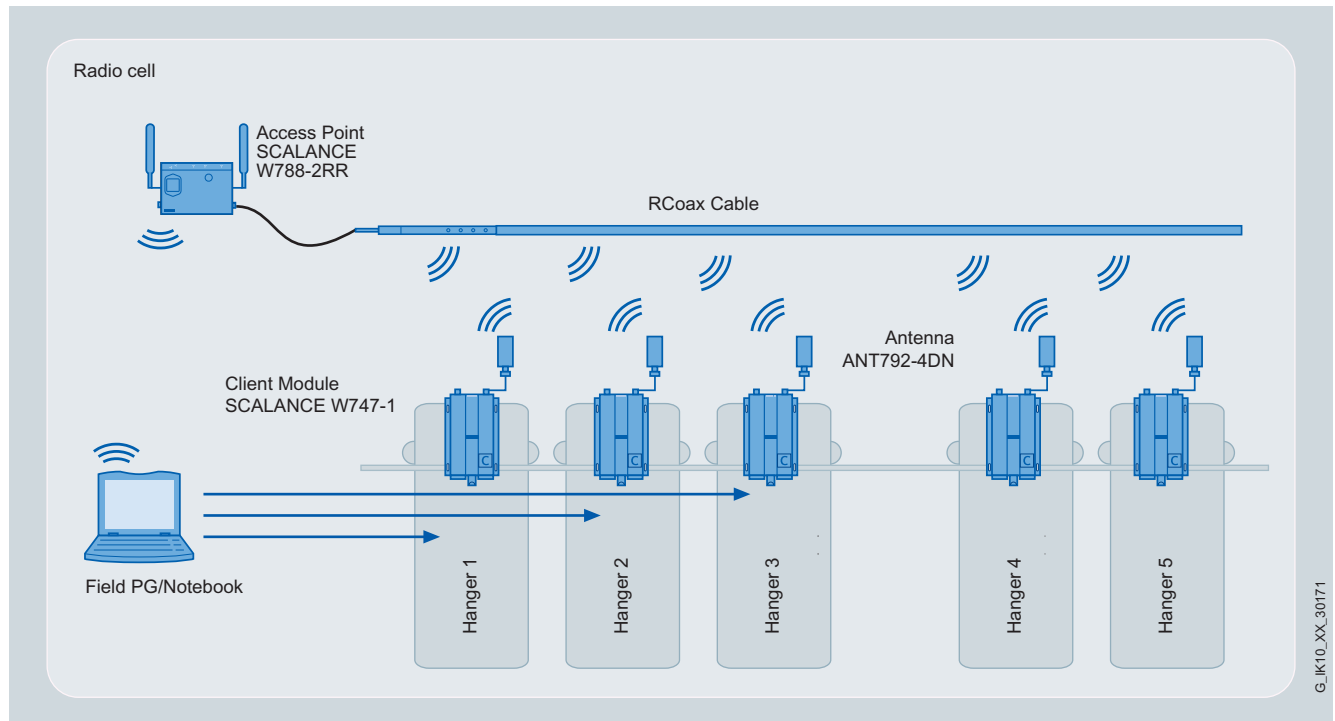 Radio cell
Access Point
SCALANCE
W788-2RR
RCoax Cable
Antenna
ANT792-4DN
Client Module
SCALANCE W747-1
C
C
C
C
C
Field PG/Notebook
Hanger 1
Hanger 2
Hanger 3
Hanger 4
Hanger 5
G_IK10_XX_30171